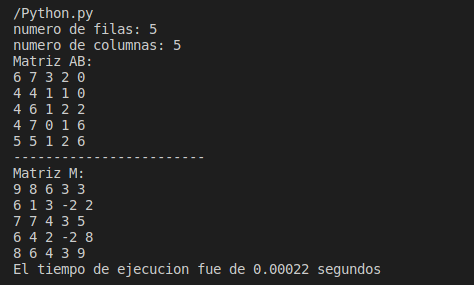 /Python.py
numero de filas: 5
numero de columnas: 5
Matriz AB:
6 7 3 2 0
4 4 1 1 0
4 6 1 2 2
4 7 0 1 6
5 5 1 2 6
------------------------
Matriz M:
9 8 6 3 3
6 1 3 -2 2
7 7 4 3 5
6 4 2 -2 8
8 6 4 3 9
El tiempo de ejecucion fue de 0.00022 segundos